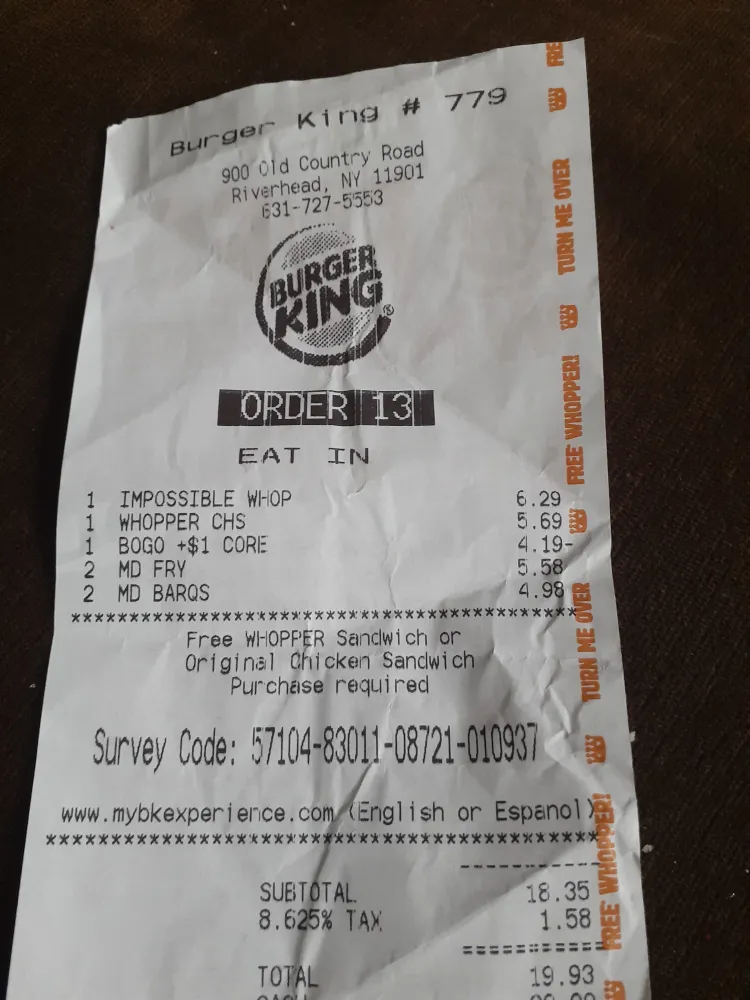 Burger King # 779
900 Old Country Road
Riverhead, NY 11901
631-727-5553
BURGER
KING®
ORDER 13
EAT IN
1 IMPOSSIBLE WHOP 6.29
1 WHOPPER CHS 5.69
1 BOGO +$1 CORE 4.19-
2 MD FRY 5.58
2 MD BARQS 4.98
****************************************
Free WHOPPER Sandwich or
Original Chicken Sandwich
Purchase required
Survey Code: 57104-83011-08721-010937
www.mybkexperience.com (English or Espanol)
****************************************
SUBTOTAL 18.35
8.625% TAX 1.58
TOTAL 19.93
FREE WHOPPER!
TURN ME OVER
FREE WHOPPER!
TURN ME OVER
FRE